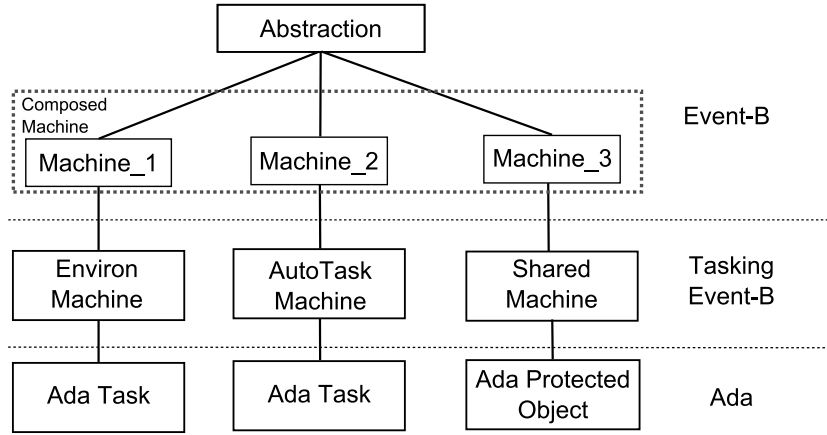 Abstraction
Composed
Machine
Event-B
Machine_1
Machine_2
Machine_3
Environ
Machine
AutoTask
Machine
Shared
Machine
Tasking
Event-B
Ada Task
Ada Task
Ada Protected
Object
Ada